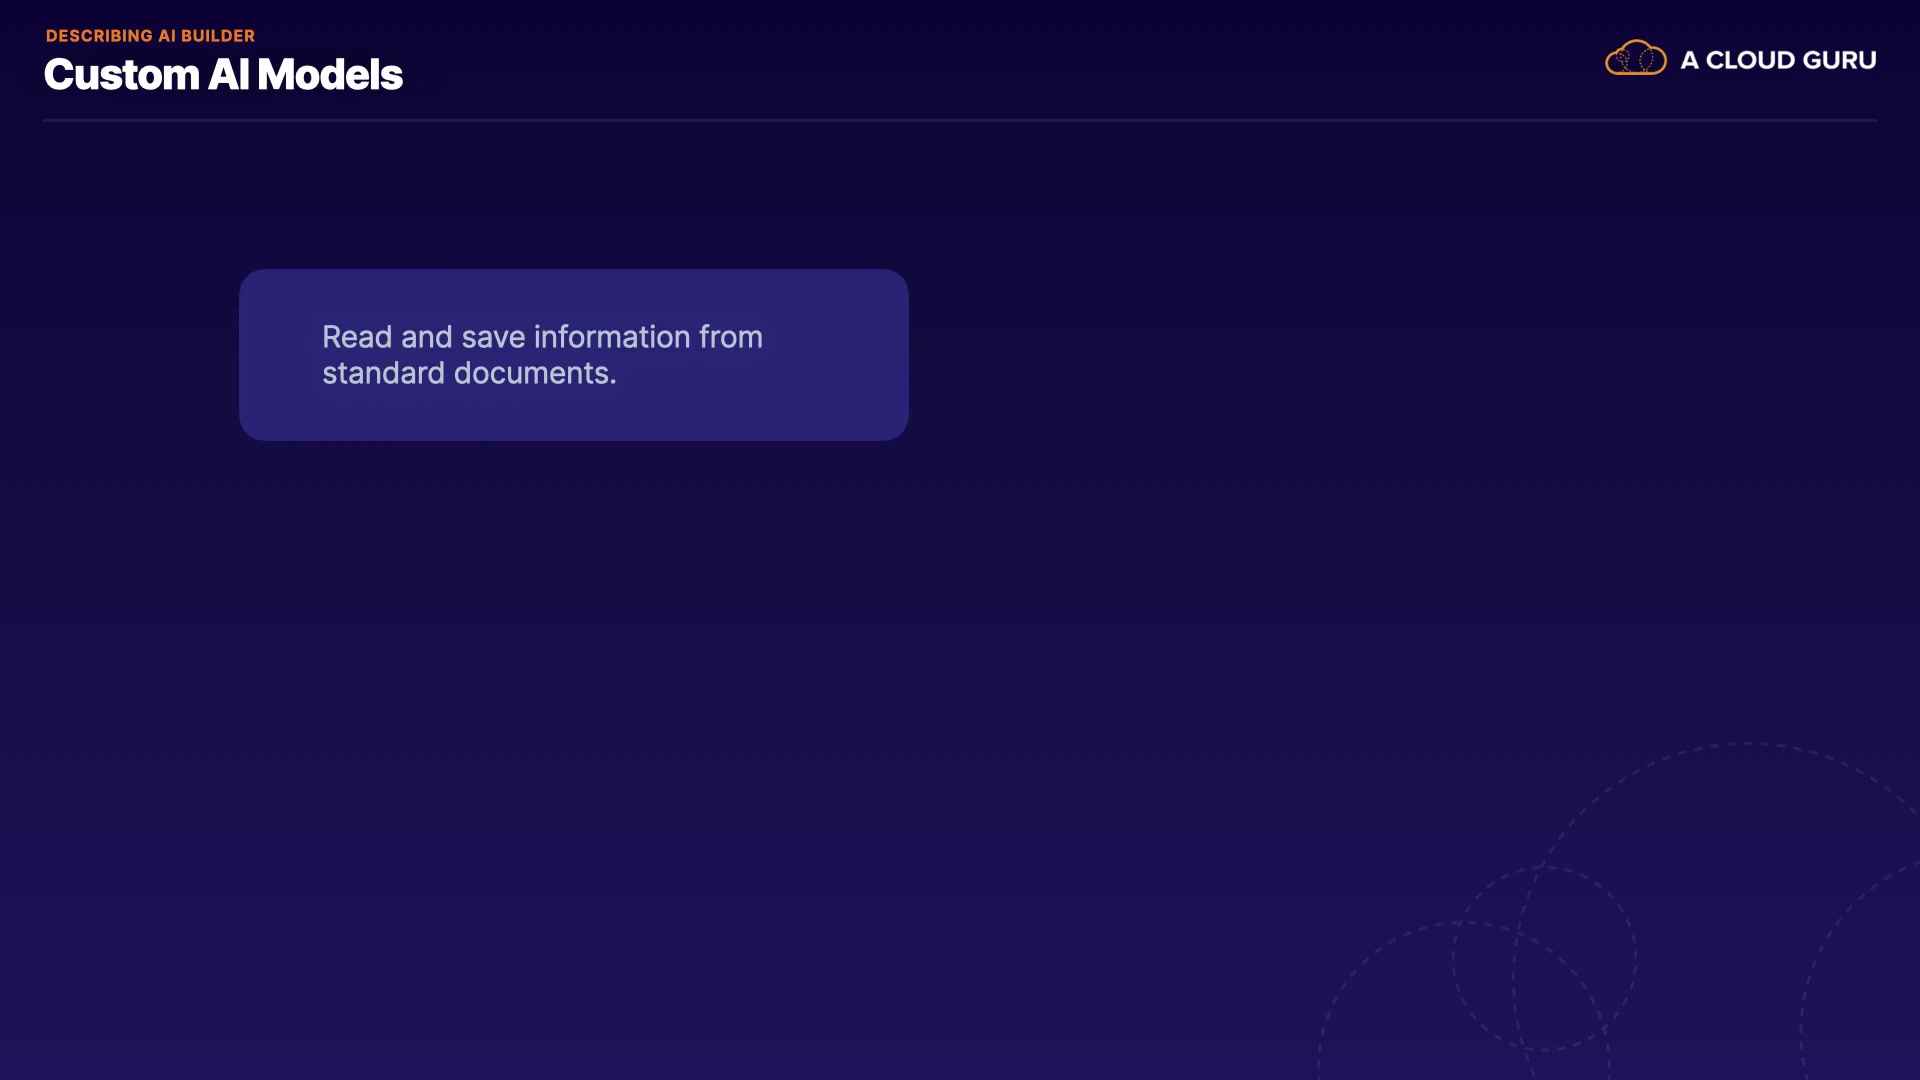 DESCRIBING AI BUILDER
Custom AI Models
A CLOUD GURU
Read and save information from
standard documents.